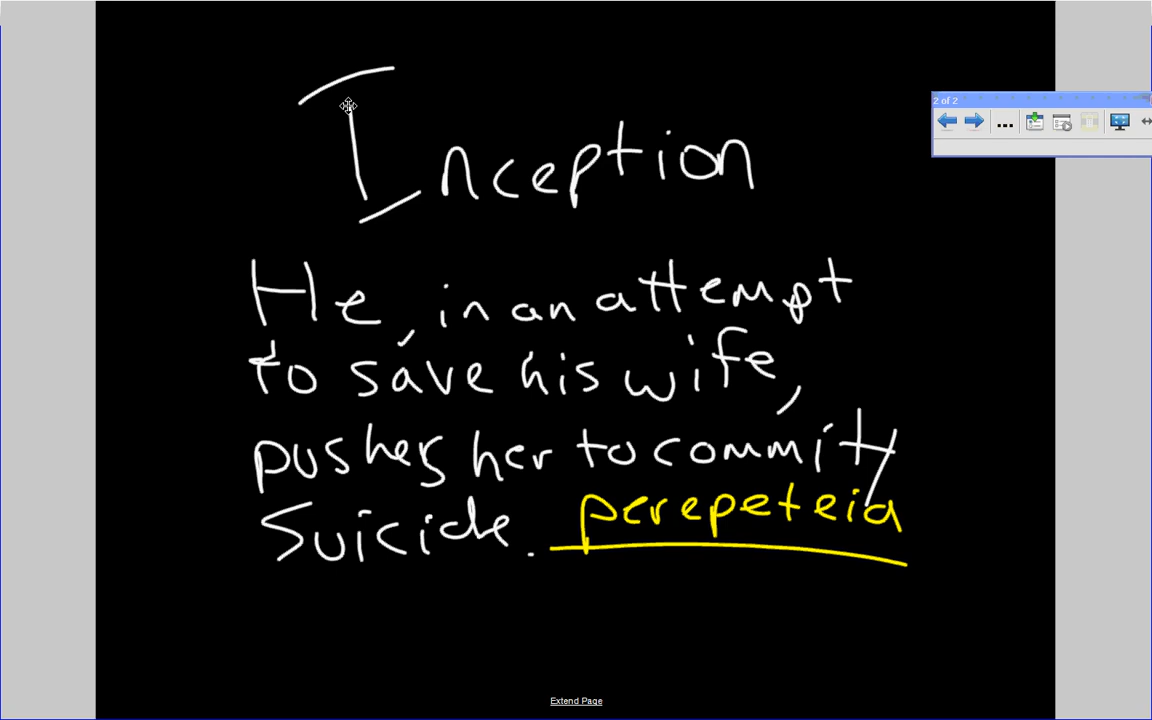 Inception
2 of 2
He, in an attempt
to save his wife,
pushes her to commit
Suicide. perepeteia
Extend Page